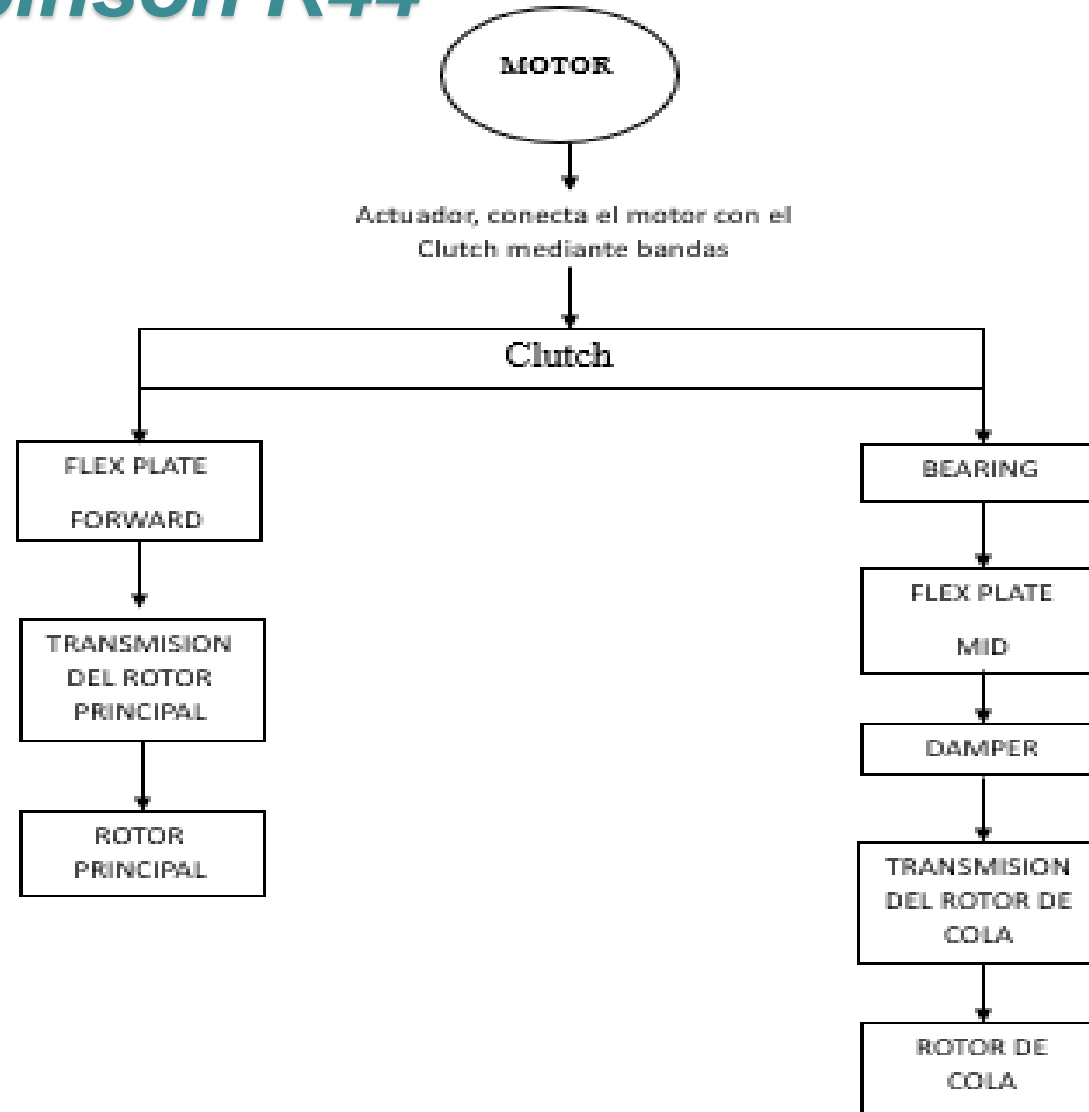 R44
MOTOR
Actuador, conecta el motor con el
Clutch mediante bandas
Clutch
FLEX PLATE
FORWARD
TRANSMISION
DEL ROTOR
PRINCIPAL
ROTOR
PRINCIPAL
BEARING
FLEX PLATE
MID
DAMPER
TRANSMISION
DEL ROTOR DE
COLA
ROTOR DE
COLA